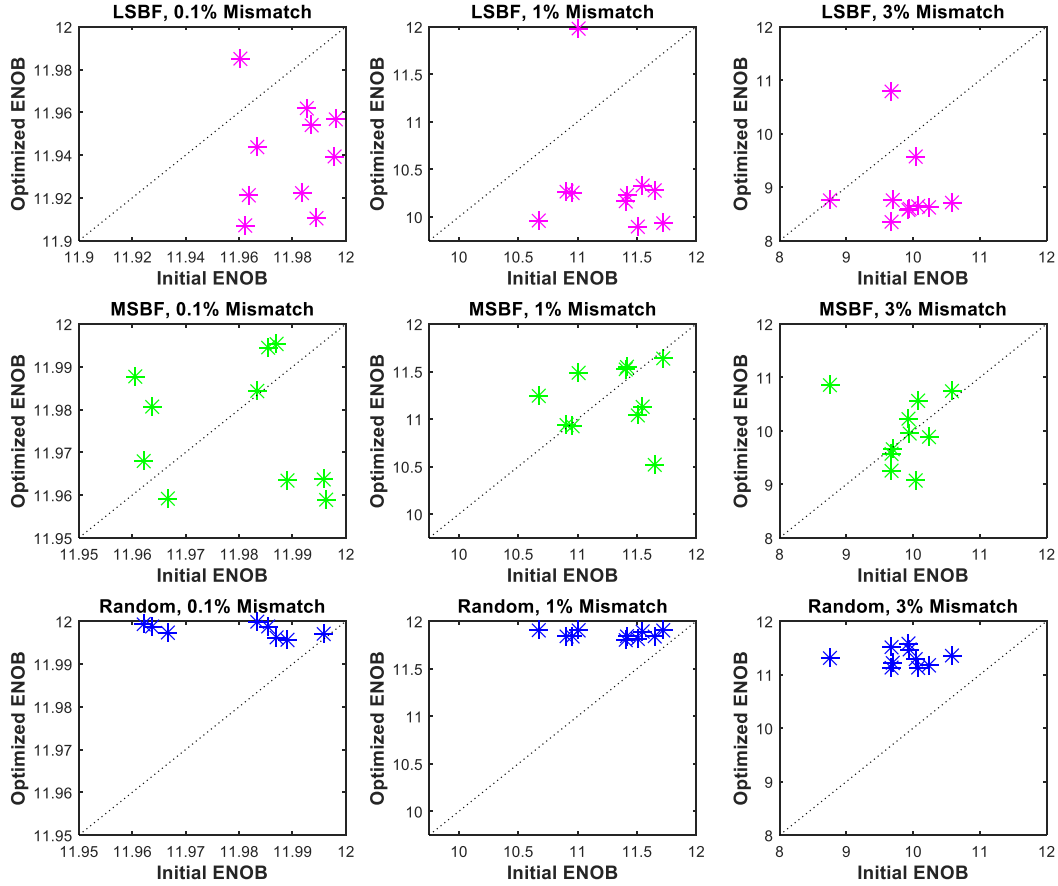 LSBF, 0.1% Mismatch
12
11.98
11.96
11.94
11.92
11.9
Optimized ENOB
11.9 11.92 11.94 11.96 11.98 12
Initial ENOB
LSBF, 1% Mismatch
12
11.5
11
10.5
10
Optimized ENOB
10 10.5 11 11.5 12
Initial ENOB
LSBF, 3% Mismatch
12
11
10
9
8
Optimized ENOB
8 9 10 11 12
Initial ENOB
MSBF, 0.1% Mismatch
12
11.99
11.98
11.97
11.96
11.95
Optimized ENOB
11.95 11.96 11.97 11.98 11.99 12
Initial ENOB
MSBF, 1% Mismatch
12
11.5
11
10.5
10
Optimized ENOB
10 10.5 11 11.5 12
Initial ENOB
MSBF, 3% Mismatch
12
11
10
9
8
Optimized ENOB
8 9 10 11 12
Initial ENOB
Random, 0.1% Mismatch
12
11.99
11.98
11.97
11.96
11.95
Optimized ENOB
11.95 11.96 11.97 11.98 11.99 12
Initial ENOB
Random, 1% Mismatch
12
11.5
11
10.5
10
Optimized ENOB
10 10.5 11 11.5 12
Initial ENOB
Random, 3% Mismatch
12
11
10
9
8
Optimized ENOB
8 9 10 11 12
Initial ENOB